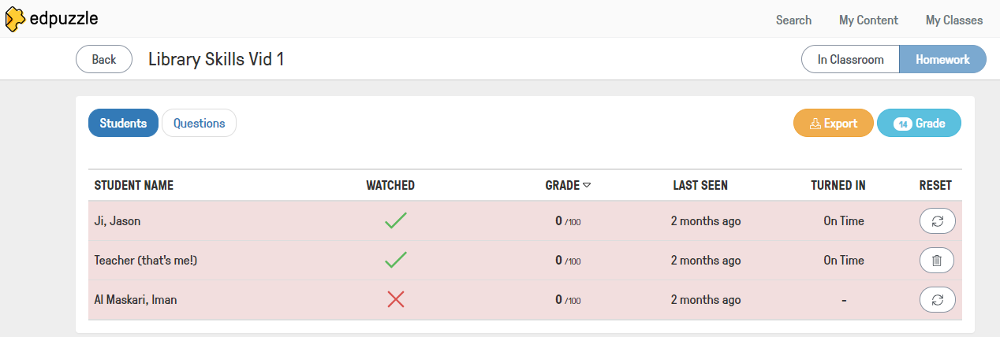 edpuzzle
Search My Content My Classes
Back Library Skills Vid 1 In Classroom Homework
Students Questions Export 14 Grade
STUDENT NAME WATCHED GRADE LAST SEEN TURNED IN RESET
Ji, Jason 0 /100 2 months ago On Time
Teacher (that's me!) 0 /100 2 months ago On Time
Al Maskari, Iman 0 /100 2 months ago -